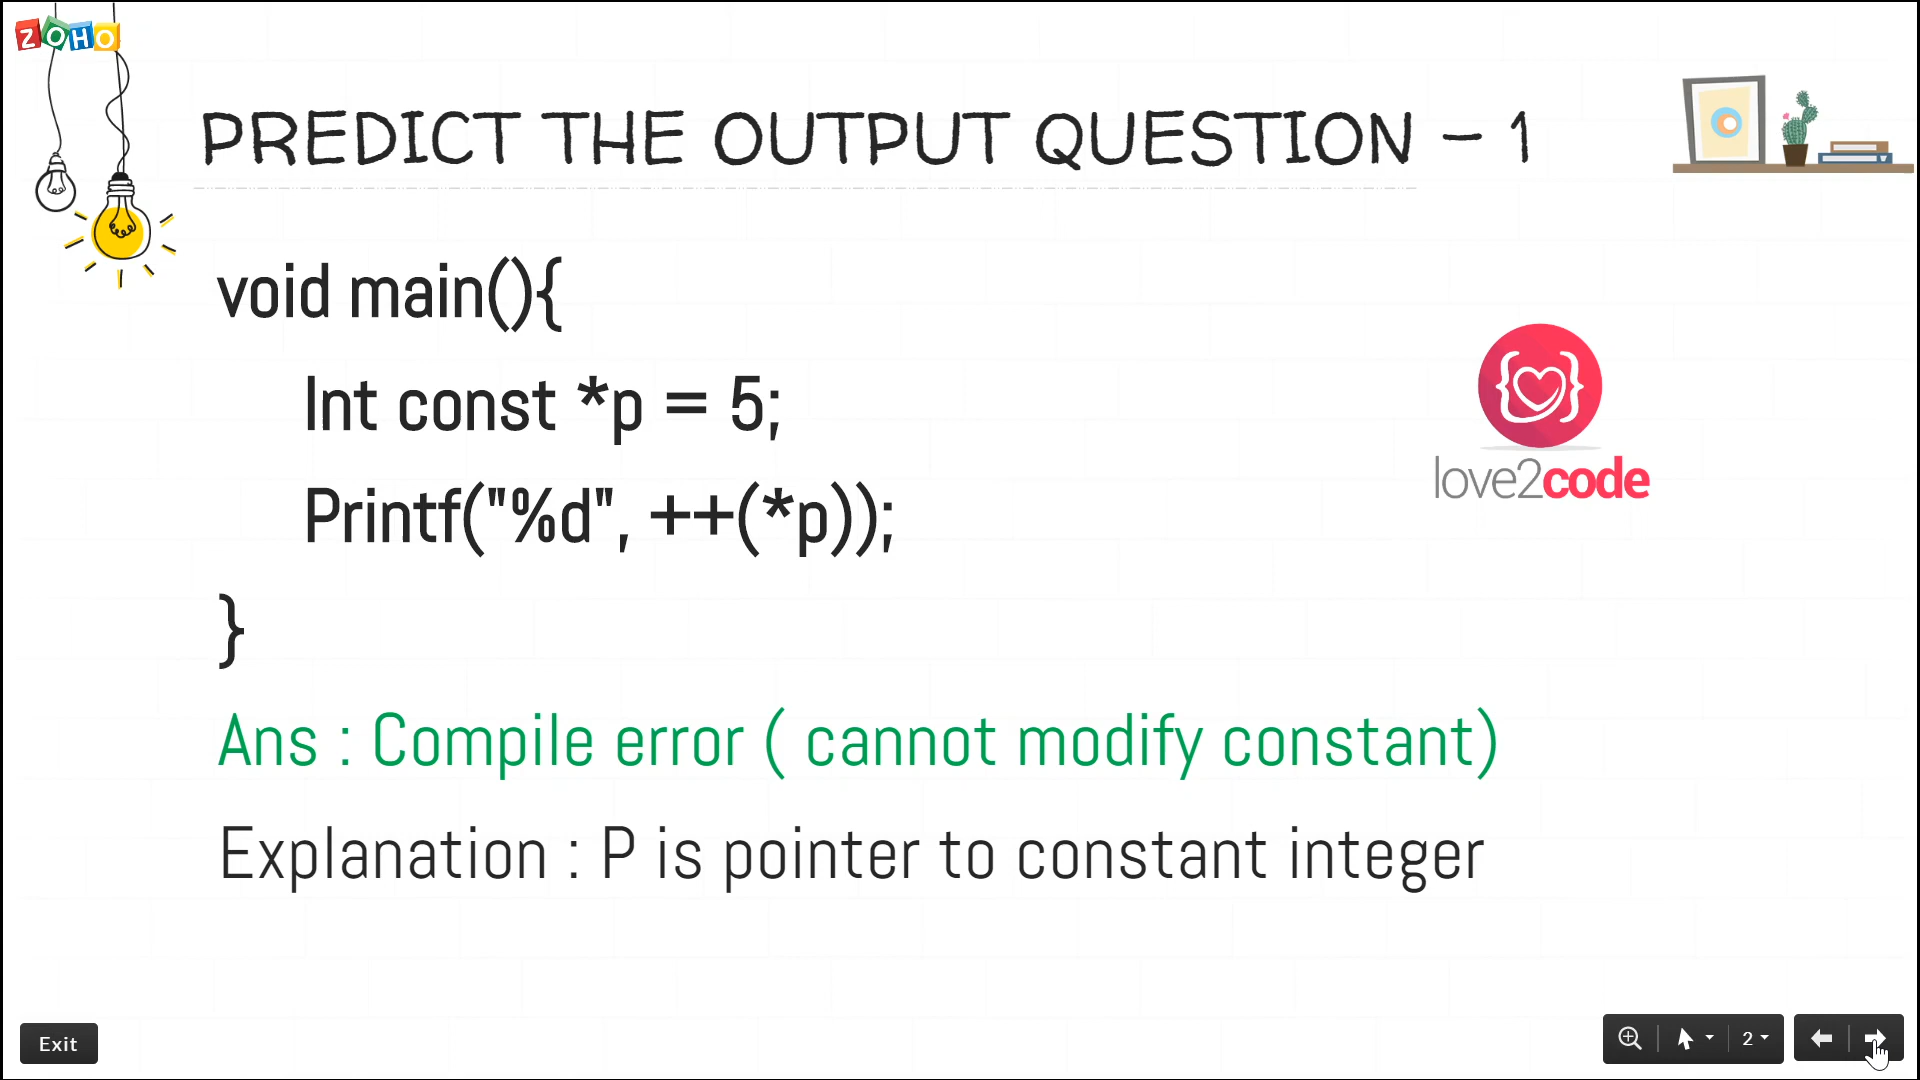 ZOHO
PREDICT THE OUTPUT QUESTION - 1
void main(){
Int const *p = 5;
Printf("%d", ++(*p));
}
love2code
Ans : Compile error ( cannot modify constant)
Explanation : P is pointer to constant integer
Exit
2